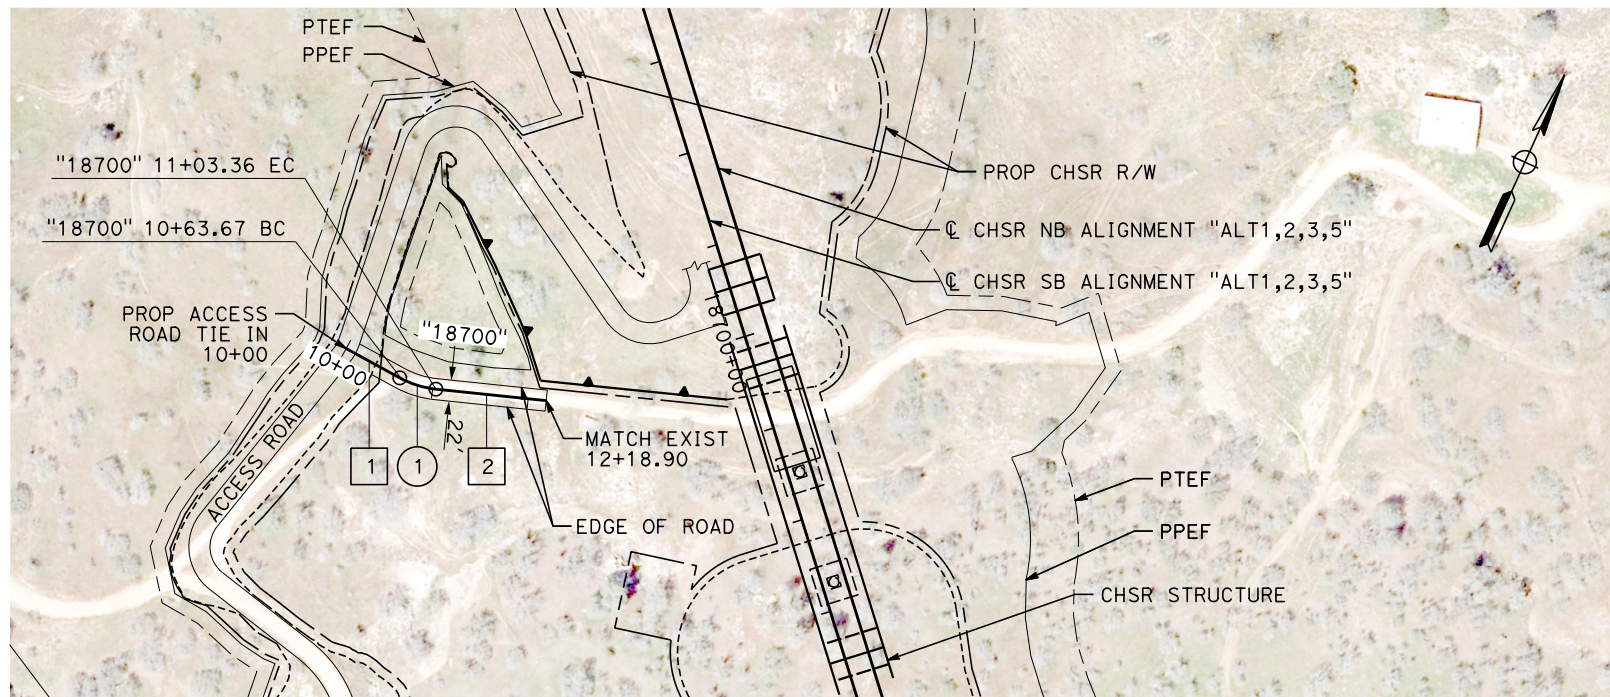 PTEF
PPEF
"18700" 11+03.36 EC
"18700" 10+63.67 BC
PROP ACCESS
ROAD TIE IN
10+00
10+00
"18700"
ACCESS ROAD
22'
1
1
2
MATCH EXIST
12+18.90
EDGE OF ROAD
18700+00
PROP CHSR R/W
℄ CHSR NB ALIGNMENT "ALT1,2,3,5"
℄ CHSR SB ALIGNMENT "ALT1,2,3,5"
PTEF
PPEF
CHSR STRUCTURE